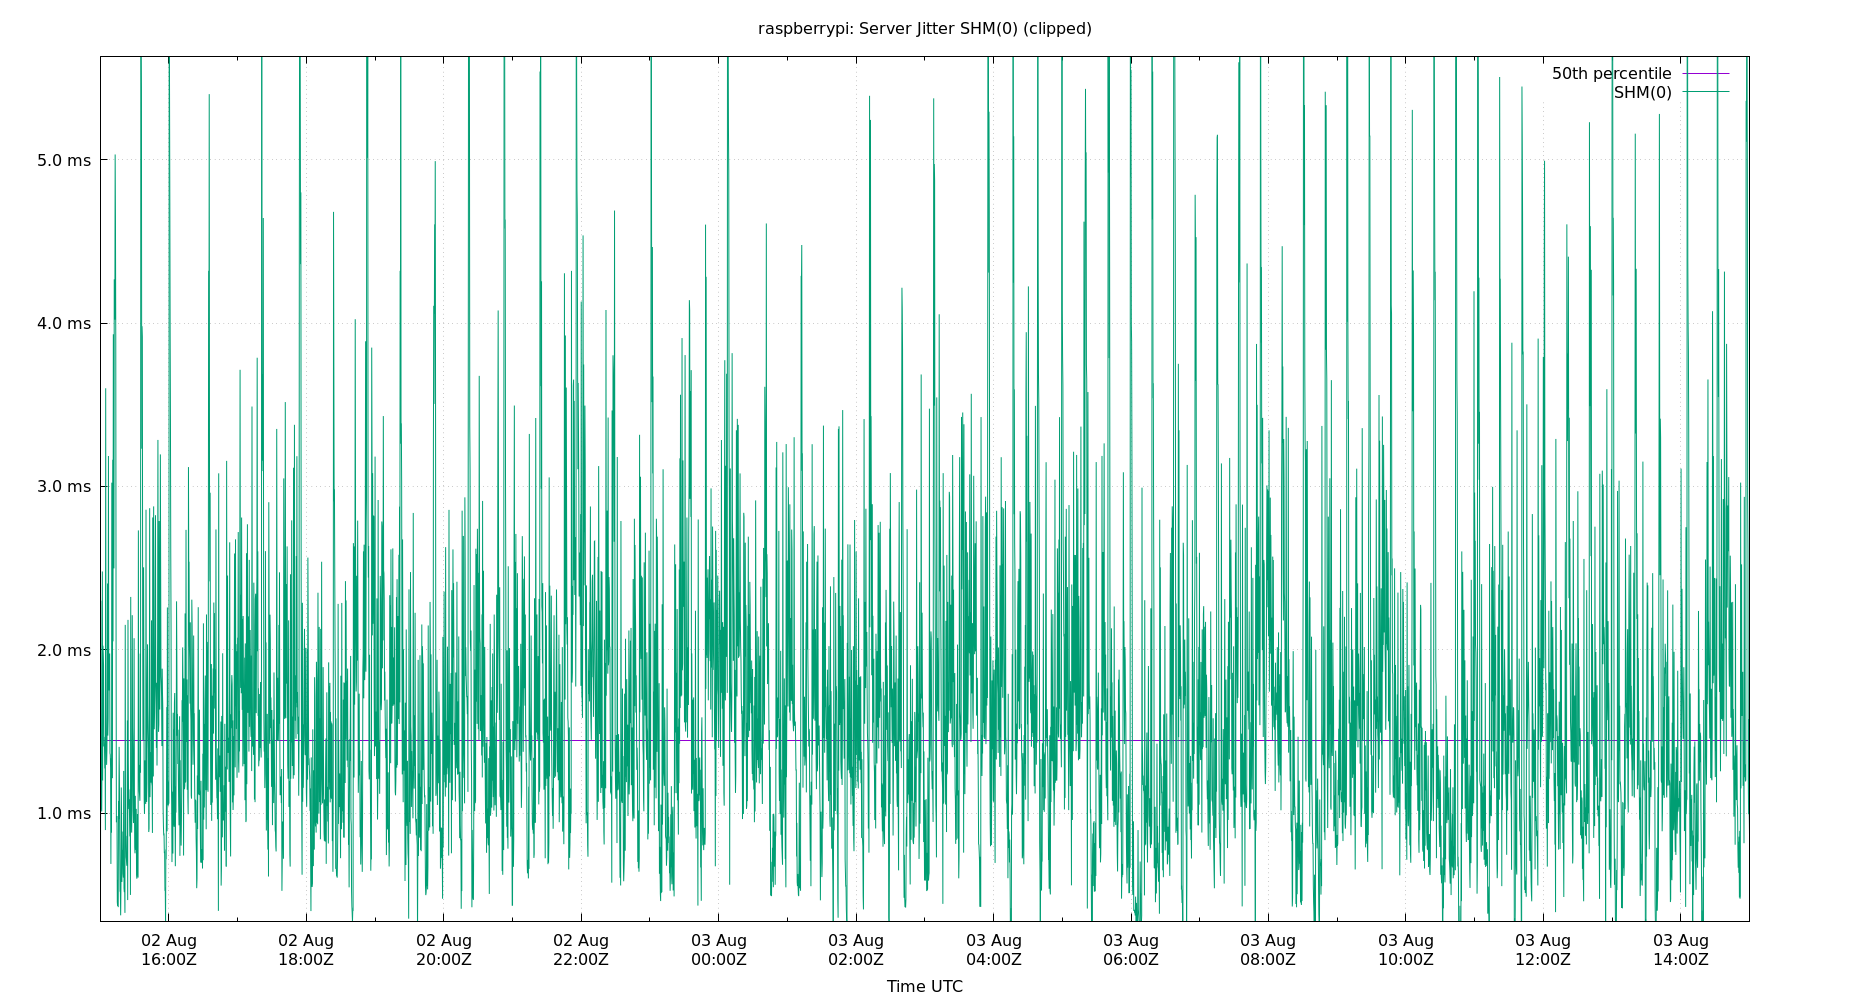 raspberrypi: Server Jitter SHM(0) (clipped)
50th percentile
SHM(0)
5.0 ms
4.0 ms
3.0 ms
2.0 ms
1.0 ms
02 Aug 02 Aug 02 Aug 02 Aug 03 Aug 03 Aug 03 Aug 03 Aug 03 Aug 03 Aug 03 Aug 03 Aug
16:00Z 18:00Z 20:00Z 22:00Z 00:00Z 02:00Z 04:00Z 06:00Z 08:00Z 10:00Z 12:00Z 14:00Z
Time UTC